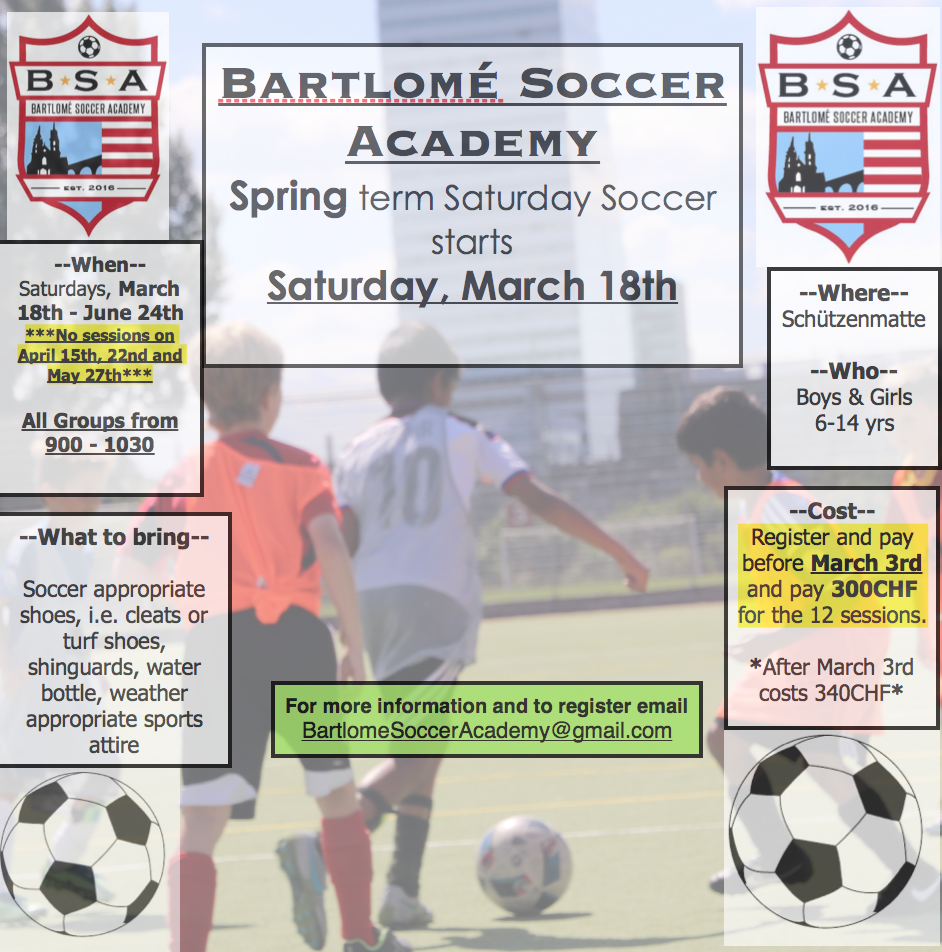 B★S★A
BARTLOMÉ SOCCER ACADEMY
EST. 2016
BARTLOMÉ SOCCER
ACADEMY
Spring term Saturday Soccer
starts
Saturday, March 18th
B★S★A
BARTLOMÉ SOCCER ACADEMY
EST. 2016
--When--
Saturdays, March
18th - June 24th
***No sessions on
April 15th, 22nd and
May 27th***
All Groups from
900 - 1030
--Where--
Schützenmatte
--Who--
Boys & Girls
6-14 yrs
10
--What to bring--
Soccer appropriate
shoes, i.e. cleats or
turf shoes,
shinguards, water
bottle, weather
appropriate sports
attire
--Cost--
Register and pay
before March 3rd
and pay 300CHF
for the 12 sessions.
*After March 3rd
costs 340CHF*
For more information and to register email
BartlomeSoccerAcademy@gmail.com